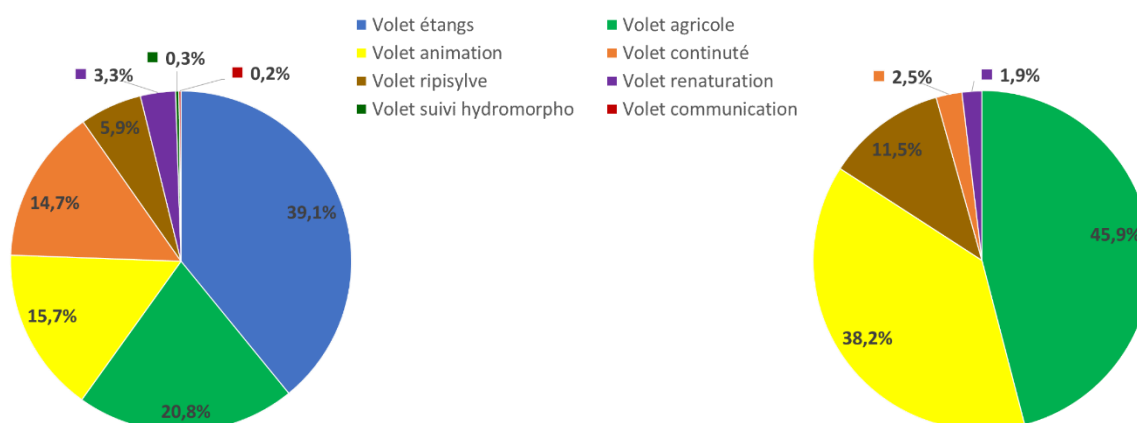 Volet étangs
Volet agricole
Volet animation
Volet continuté
Volet ripisylve
Volet renaturation
Volet suivi hydromorpho
Volet communication
0,3%
3,3%
0,2%
5,9%
39,1%
14,7%
15,7%
20,8%
2,5%
1,9%
11,5%
45,9%
38,2%